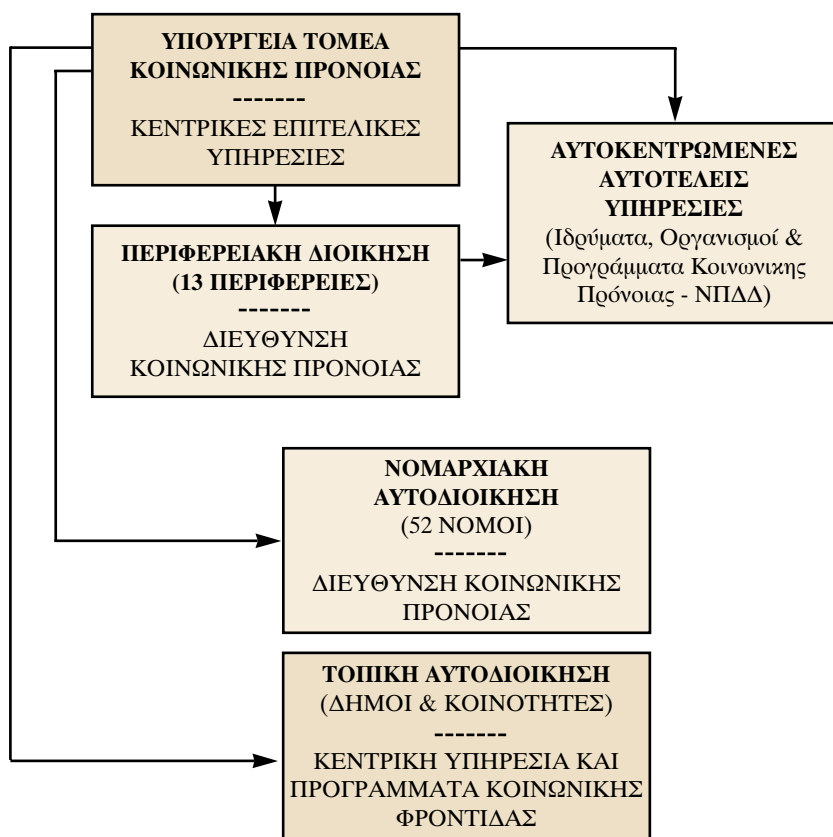 ΥΠΟΥΡΓΕΙΑ ΤΟΜΕΑ
ΚΟΙΝΩΝΙΚΗΣ ΠΡΟΝΟΙΑΣ
-------
ΚΕΝΤΡΙΚΕΣ ΕΠΙΤΕΛΙΚΕΣ
ΥΠΗΡΕΣΙΕΣ
ΑΥΤΟΚΕΝΤΡΩΜΕΝΕΣ
ΑΥΤΟΤΕΛΕΙΣ
ΥΠΗΡΕΣΙΕΣ
(Ιδρύματα, Οργανισμοί &
Προγράμματα Κοινωνικης
Πρόνοιας - ΝΠΔΔ)
ΠΕΡΙΦΕΡΕΙΑΚΗ ΔΙΟΙΚΗΣΗ
(13 ΠΕΡΙΦΕΡΕΙΕΣ)
-------
ΔΙΕΥΘΥΝΣΗ
ΚΟΙΝΩΝΙΚΗΣ ΠΡΟΝΟΙΑΣ
ΝΟΜΑΡΧΙΑΚΗ
ΑΥΤΟΔΙΟΙΚΗΣΗ
(52 ΝΟΜΟΙ)
-------
ΔΙΕΥΘΥΝΣΗ ΚΟΙΝΩΝΙΚΗΣ
ΠΡΟΝΟΙΑΣ
ΤΟΠΙΚΗ ΑΥΤΟΔΙΟΙΚΗΣΗ
(ΔΗΜΟΙ & ΚΟΙΝΟΤΗΤΕΣ)
-------
ΚΕΝΤΡΙΚΗ ΥΠΗΡΕΣΙΑ ΚΑΙ
ΠΡΟΓΡΑΜΜΑΤΑ ΚΟΙΝΩΝΙΚΗΣ
ΦΡΟΝΤΙΔΑΣ